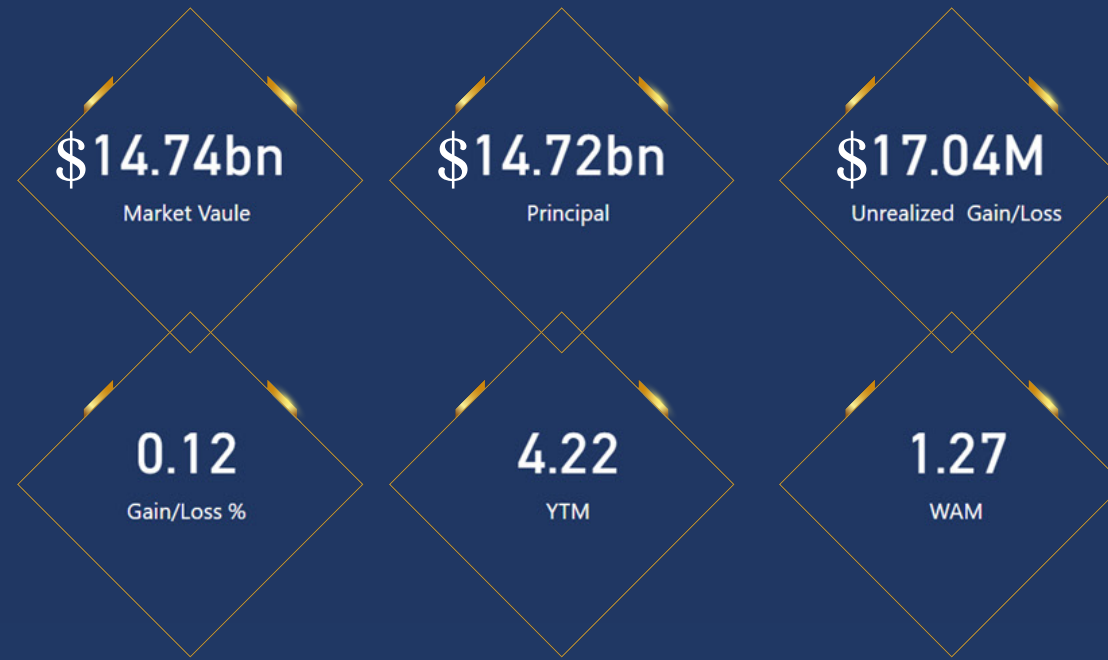 $14.74bn
Market Vaule
$14.72bn
Principal
$17.04M
Unrealized Gain/Loss
0.12
Gain/Loss %
4.22
YTM
1.27
WAM